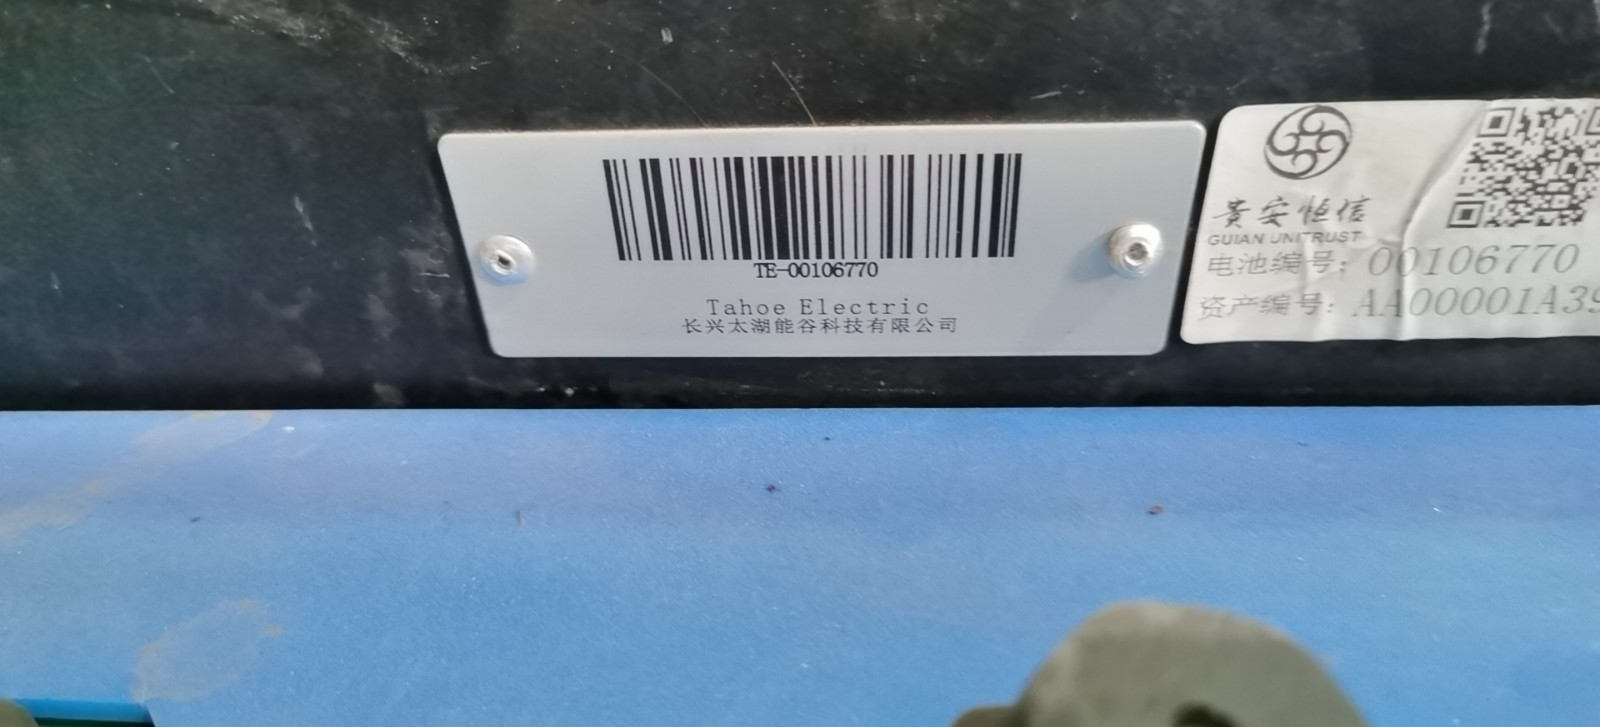 TE-00106770
Tahoe Electric
长兴太湖能谷科技有限公司
贵安恒信
GUIAN UNITRUST
电池编号: 00106770
资产编号: AA00001A39